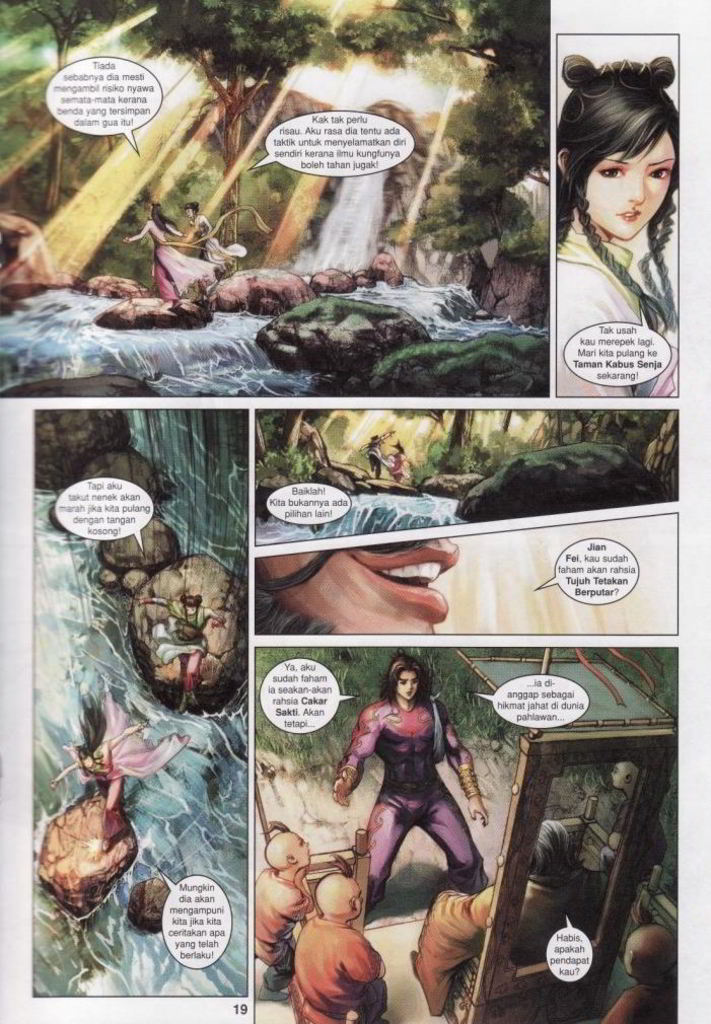 Tiada
sebabnya dia mesti
mengambil risiko nyawa
semata-mata kerana
benda yang tersimpan
dalam gua itu!
Kak tak perlu
risau. Aku rasa dia tentu ada
taktik untuk menyelamatkan diri
sendiri kerana ilmu kungfunya
boleh tahan jugak!
Tak usah
kau merepek lagi.
Mari kita pulang ke
Taman Kabus Senja
sekarang!
Tapi aku
takut nenek akan
marah jika kita pulang
dengan tangan
kosong!
Mungkin
dia akan
mengampuni
kita jika kita
ceritakan apa
yang telah
berlaku!
Baiklah!
Kita bukannya ada
pilihan lain!
Jian
Fei, kau sudah
faham akan rahsia
Tujuh Tetakan
Berputar?
Ya, aku
sudah faham
ia seakan-akan
rahsia Cakar
Sakti. Akan
tetapi...
...ia di-
anggap sebagai
hikmat jahat di dunia
pahlawan...
Habis,
apakah
pendapat
kau?
19